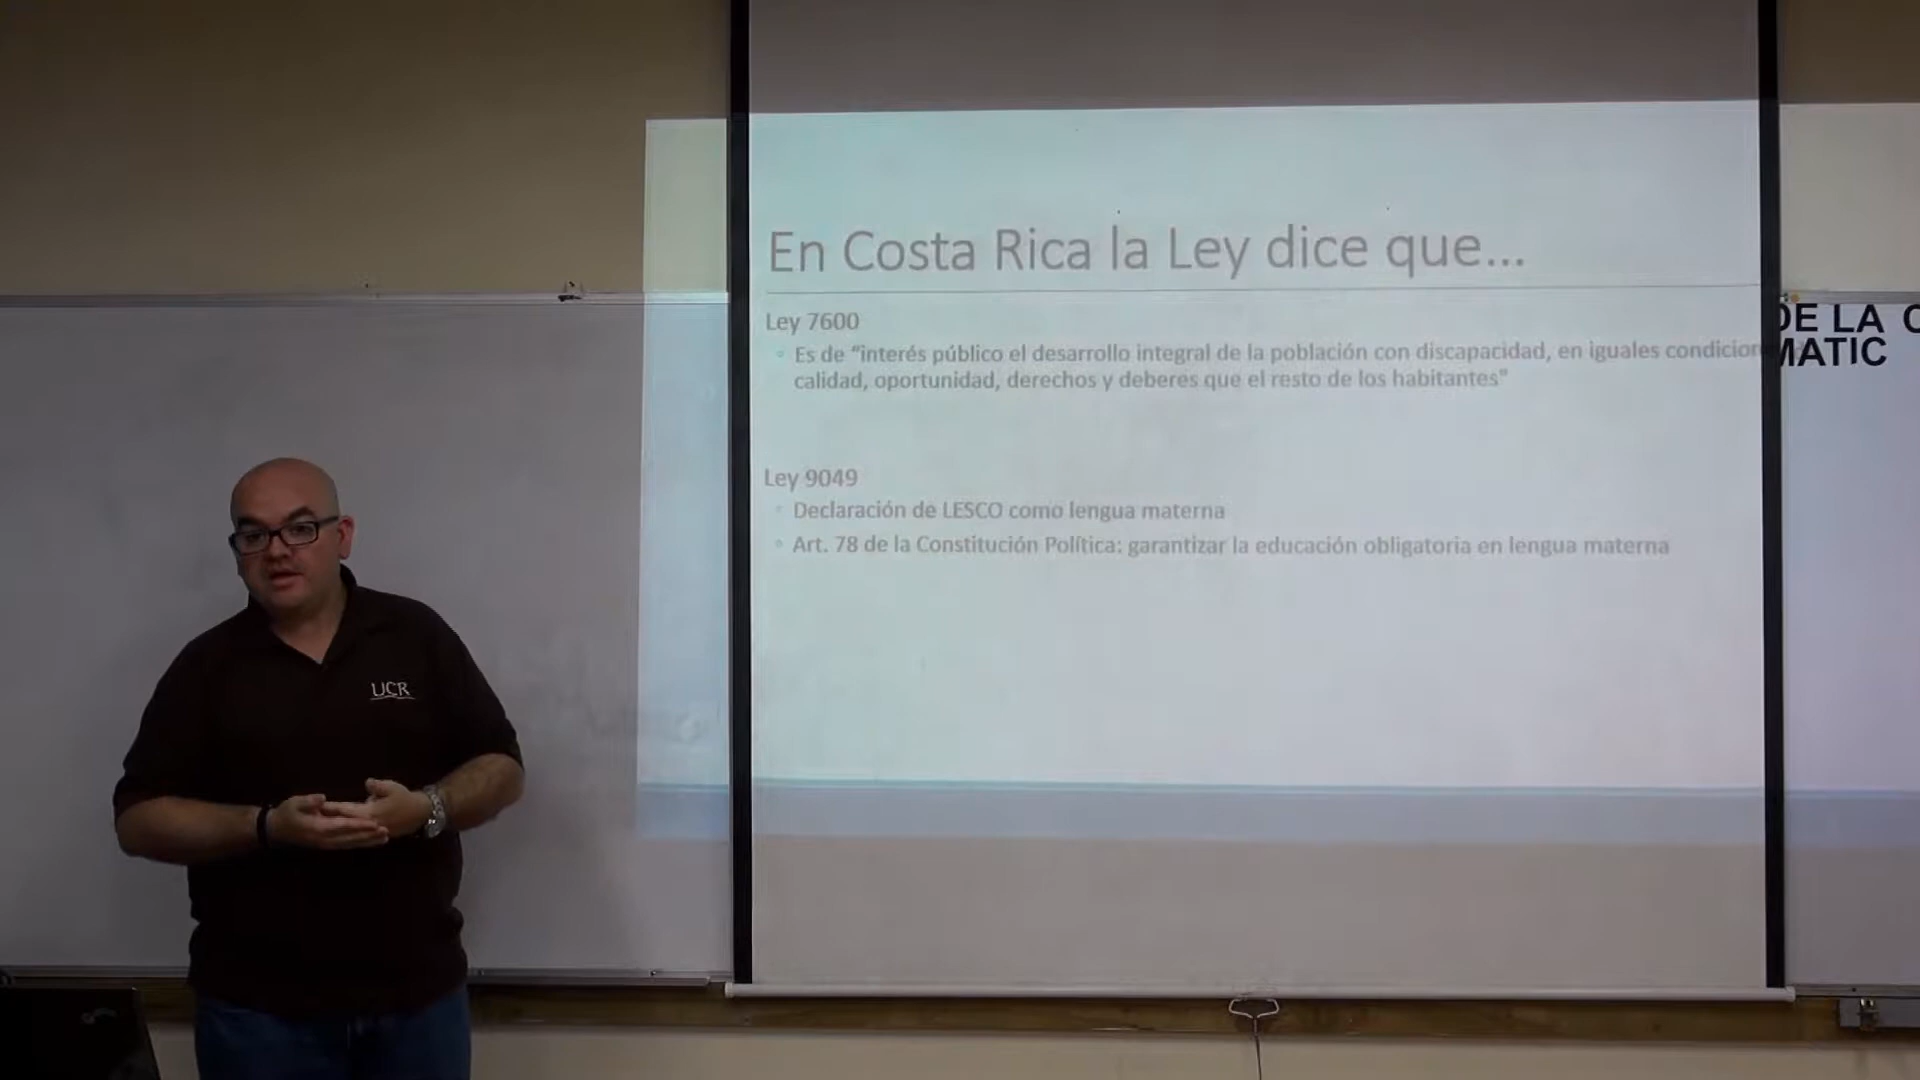 En Costa Rica la Ley dice que...
Ley 7600
Es de "interés público el desarrollo integral de la población con discapacidad, en iguales condicion
calidad, oportunidad, derechos y deberes que el resto de los habitantes"
Ley 9049
Declaración de LESCO como lengua materna
Art. 78 de la Constitución Política: garantizar la educación obligatoria en lengua materna
DE LA C
MATIC
UCR